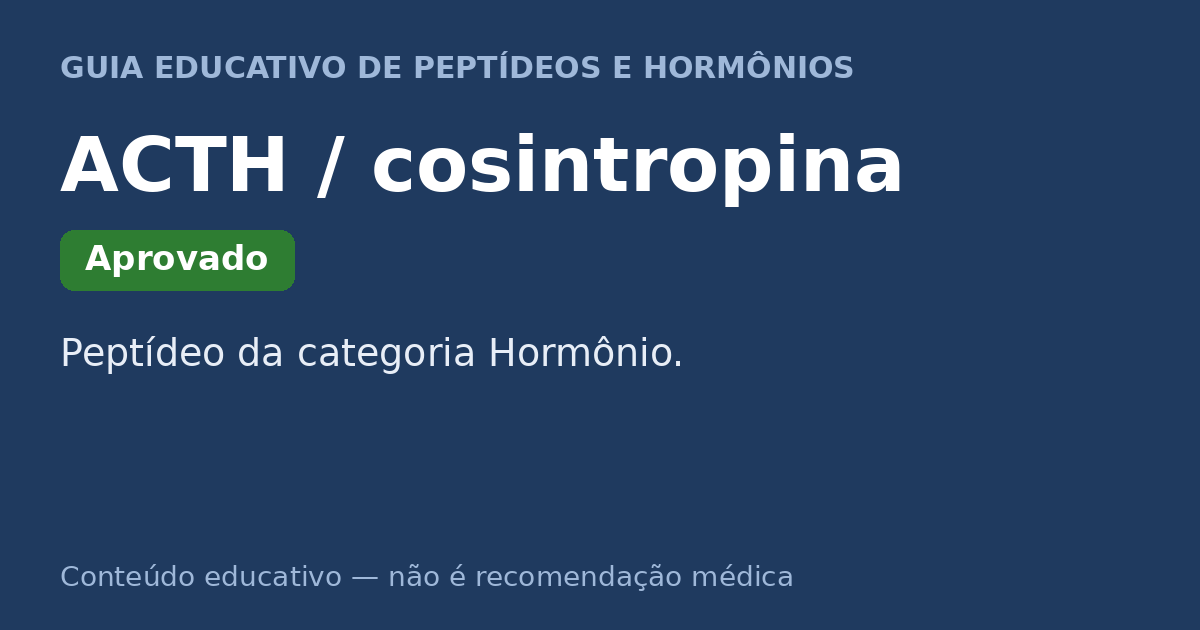 GUIA EDUCATIVO DE PEPTÍDEOS E HORMÔNIOS
ACTH / cosintropina
Aprovado
Peptídeo da categoria Hormônio.
Conteúdo educativo — não é recomendação médica